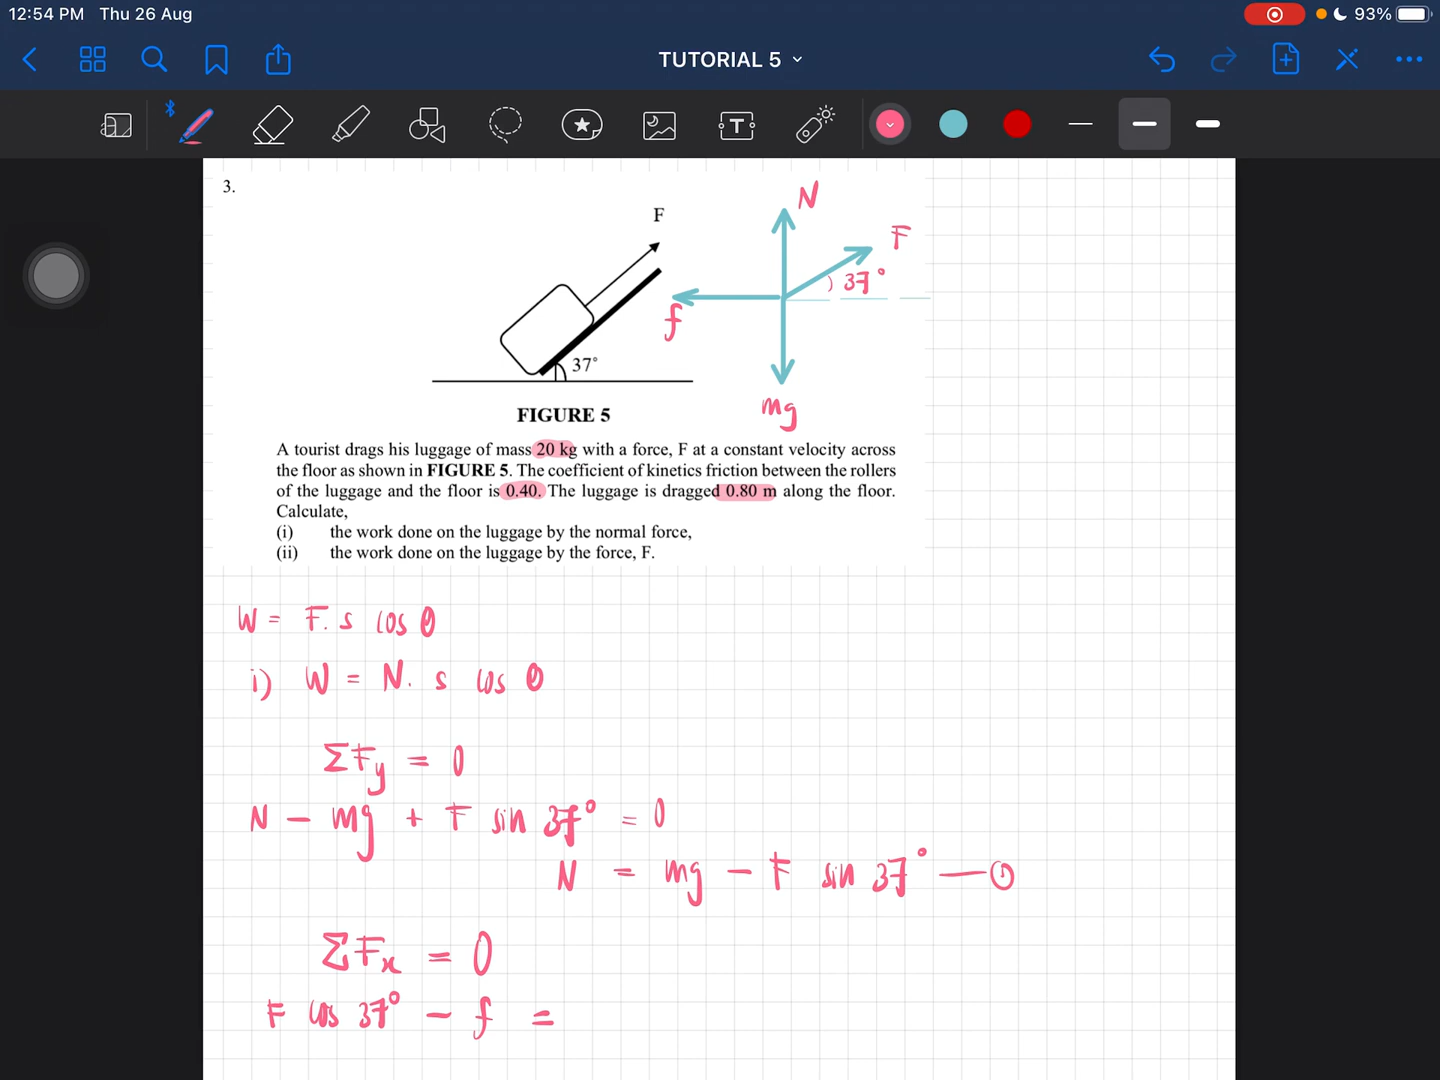 12:54 PM Thu 26 Aug
93%
TUTORIAL 5
T
3.
F
37°
FIGURE 5
N
F
37°
f
mg
A tourist drags his luggage of mass 20 kg with a force, F at a constant velocity across
the floor as shown in FIGURE 5. The coefficient of kinetics friction between the rollers
of the luggage and the floor is 0.40. The luggage is dragged 0.80 m along the floor.
Calculate,
(i) the work done on the luggage by the normal force,
(ii) the work done on the luggage by the force, F.
W = F. s cos θ
i) W = N. s cos θ
ΣFy = 0
N - mg + F sin 37° = 0
N = mg - F sin 37° — ①
ΣFx = 0
F cos 37° - f =